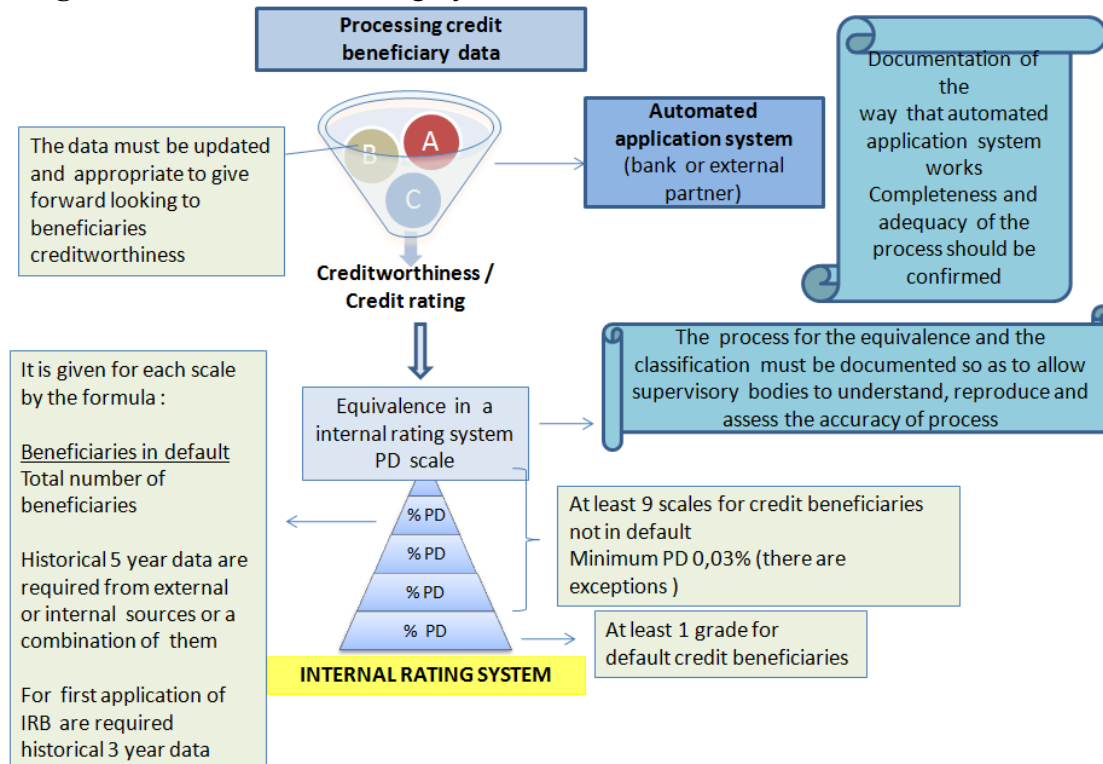 Processing credit
beneficiary data
The data must be updated
and appropriate to give
forward looking to
beneficiaries
creditworthiness
B
A
C
Automated
application system
(bank or external
partner)
Documentation of
the
way that automated
application system
works
Completeness and
adequacy of the
process should be
confirmed
Creditworthiness /
Credit rating
The process for the equivalence and the
classification must be documented so as to allow
supervisory bodies to understand, reproduce and
assess the accuracy of process
It is given for each scale
by the formula :
Beneficiaries in default
Total number of
beneficiaries
Historical 5 year data are
required from external
or internal sources or a
combination of them
For first application of
IRB are required
historical 3 year data
Equivalence in a
internal rating system
PD scale
% PD
% PD
% PD
% PD
At least 9 scales for credit beneficiaries
not in default
Minimum PD 0,03% (there are
exceptions )
At least 1 grade for
default credit beneficiaries
INTERNAL RATING SYSTEM